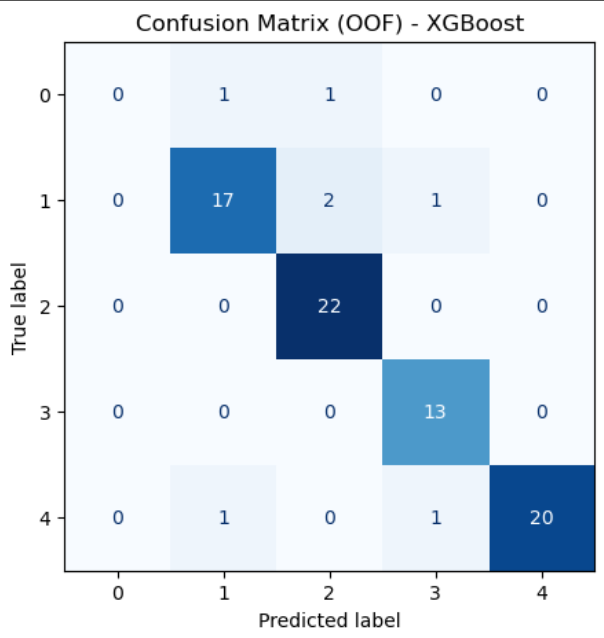 Confusion Matrix (OOF) - XGBoost
0 0 1 1 0 0
1 0 17 2 1 0
2 0 0 22 0 0
3 0 0 0 13 0
4 0 1 0 1 20
True label
0 1 2 3 4
Predicted label